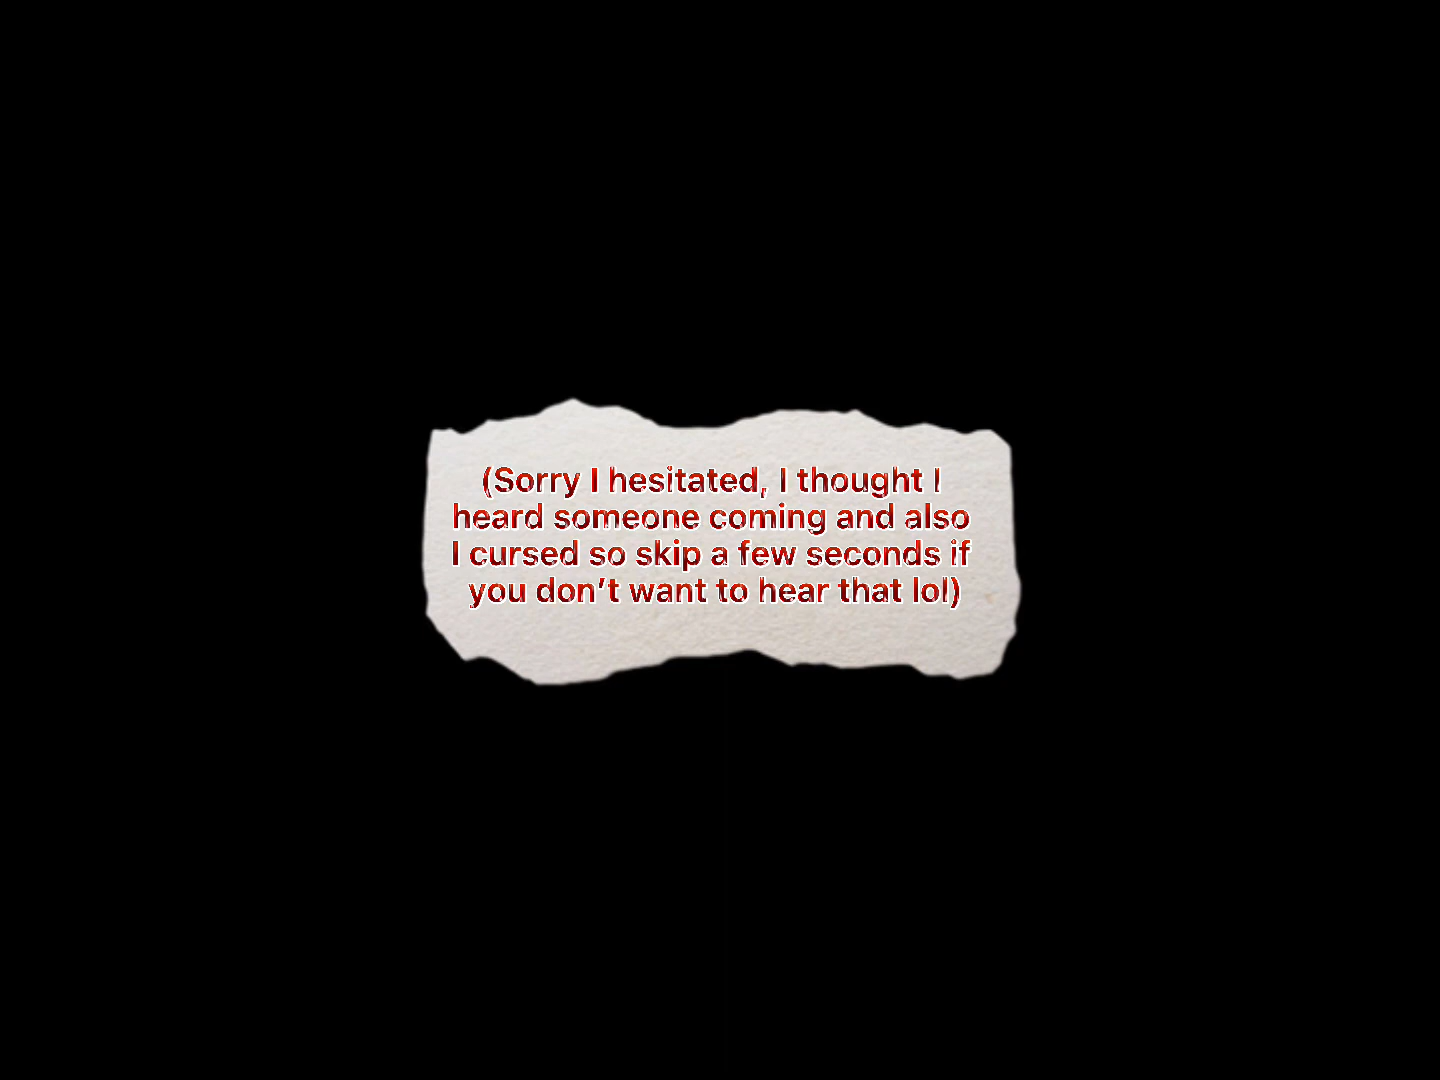 (Sorry I hesitated, I thought I
heard someone coming and also
I cursed so skip a few seconds if
you don’t want to hear that lol)